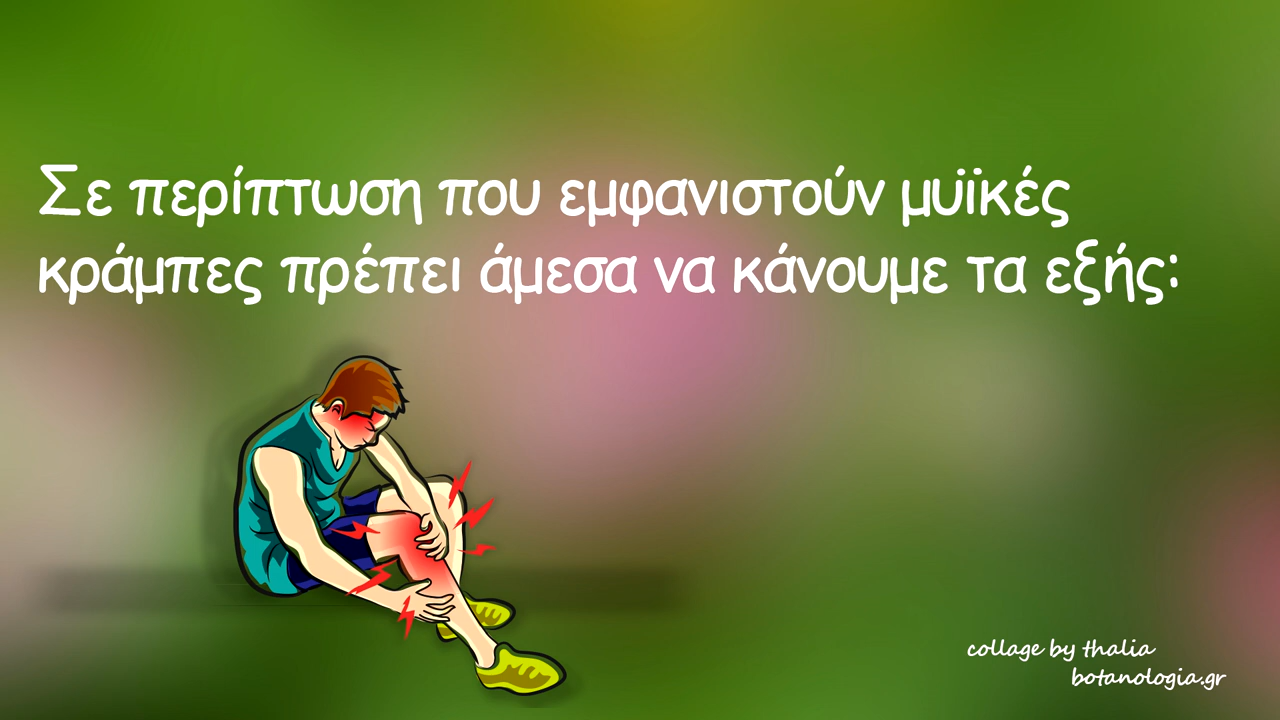 Σε περίπτωση που εμφανιστούν μυϊκές
κράμπες πρέπει άμεσα να κάνουμε τα εξής:
collage by thalia
botanologia.gr